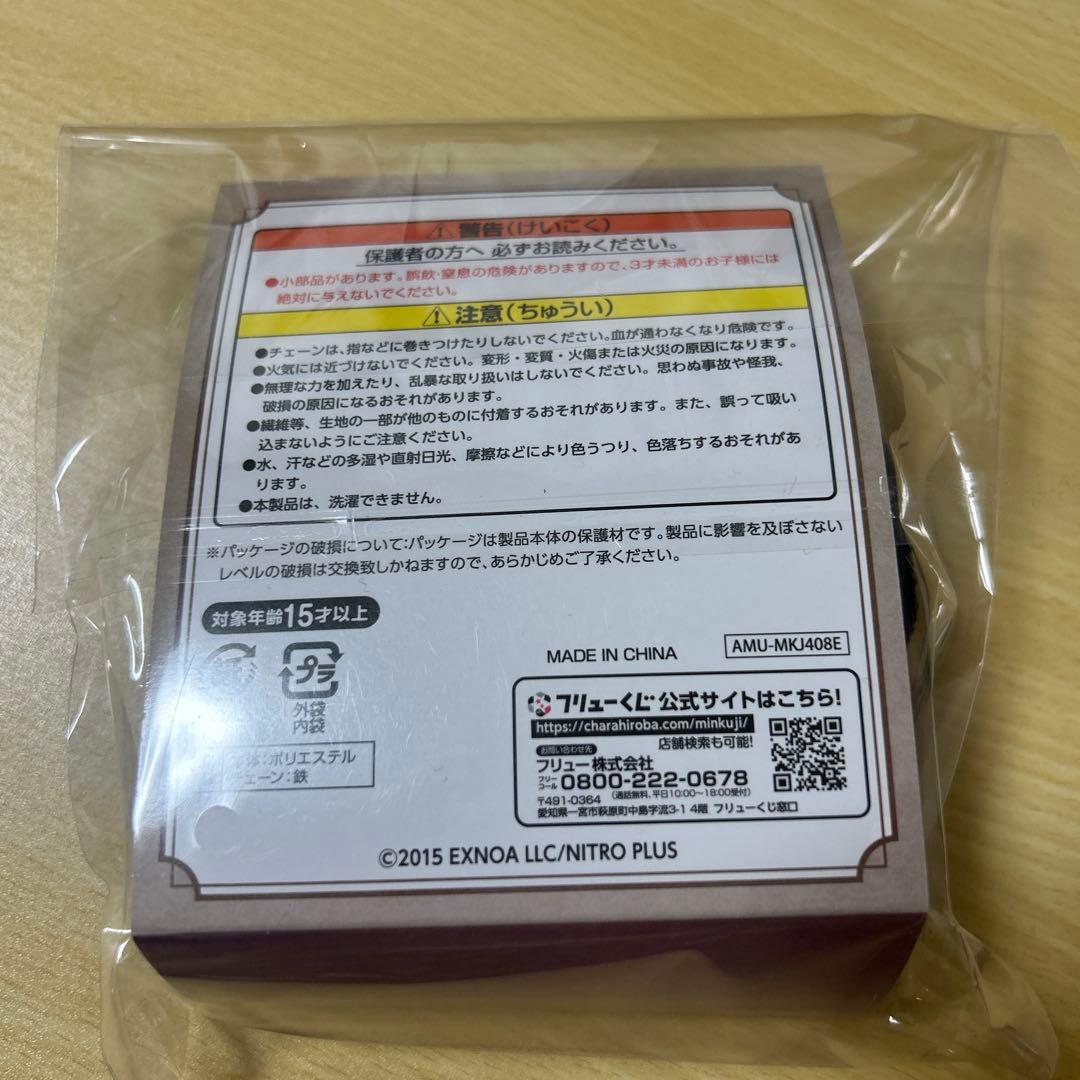 ⚠警告(けいこく)
保護者の方へ 必ずお読みください。
●小部品があります。誤飲・窒息の危険がありますので、3才未満のお子様には
絶対に与えないでください。
⚠注意(ちゅうい)
●チェーンは、指などに巻きつけたりしないでください。血が通わなくなり危険です。
●火気には近づけないでください。変形・変質・火傷または火災の原因になります。
●無理な力を加えたり、乱暴な取り扱いはしないでください。思わぬ事故や怪我、
破損の原因になるおそれがあります。
●繊維等、生地の一部が他のものに付着するおそれがあります。また、誤って吸い
込まないようにご注意ください。
●水、汗などの多湿や直射日光、摩擦などにより色うつり、色落ちするおそれがあ
ります。
●本製品は、洗濯できません。
※パッケージの破損について:パッケージは製品本体の保護材です。製品に影響を及ぼさない
レベルの破損は交換致しかねますので、あらかじめご了承ください。
対象年齢15才以上
プラ
外袋
内袋
体:ポリエステル
チェーン:鉄
MADE IN CHINA
AMU-MKJ408E
フリューくじ公式サイトはこちら!
https://charahiroba.com/minkuji/
店舗検索も可能!
お問い合わせ先
フリュー株式会社
フリーコール 0800-222-0678
(通話無料、平日10:00〜18:00受付)
〒491-0364
愛知県一宮市萩原町中島字流3-1 4階 フリューくじ窓口
©2015 EXNOA LLC/NITRO PLUS